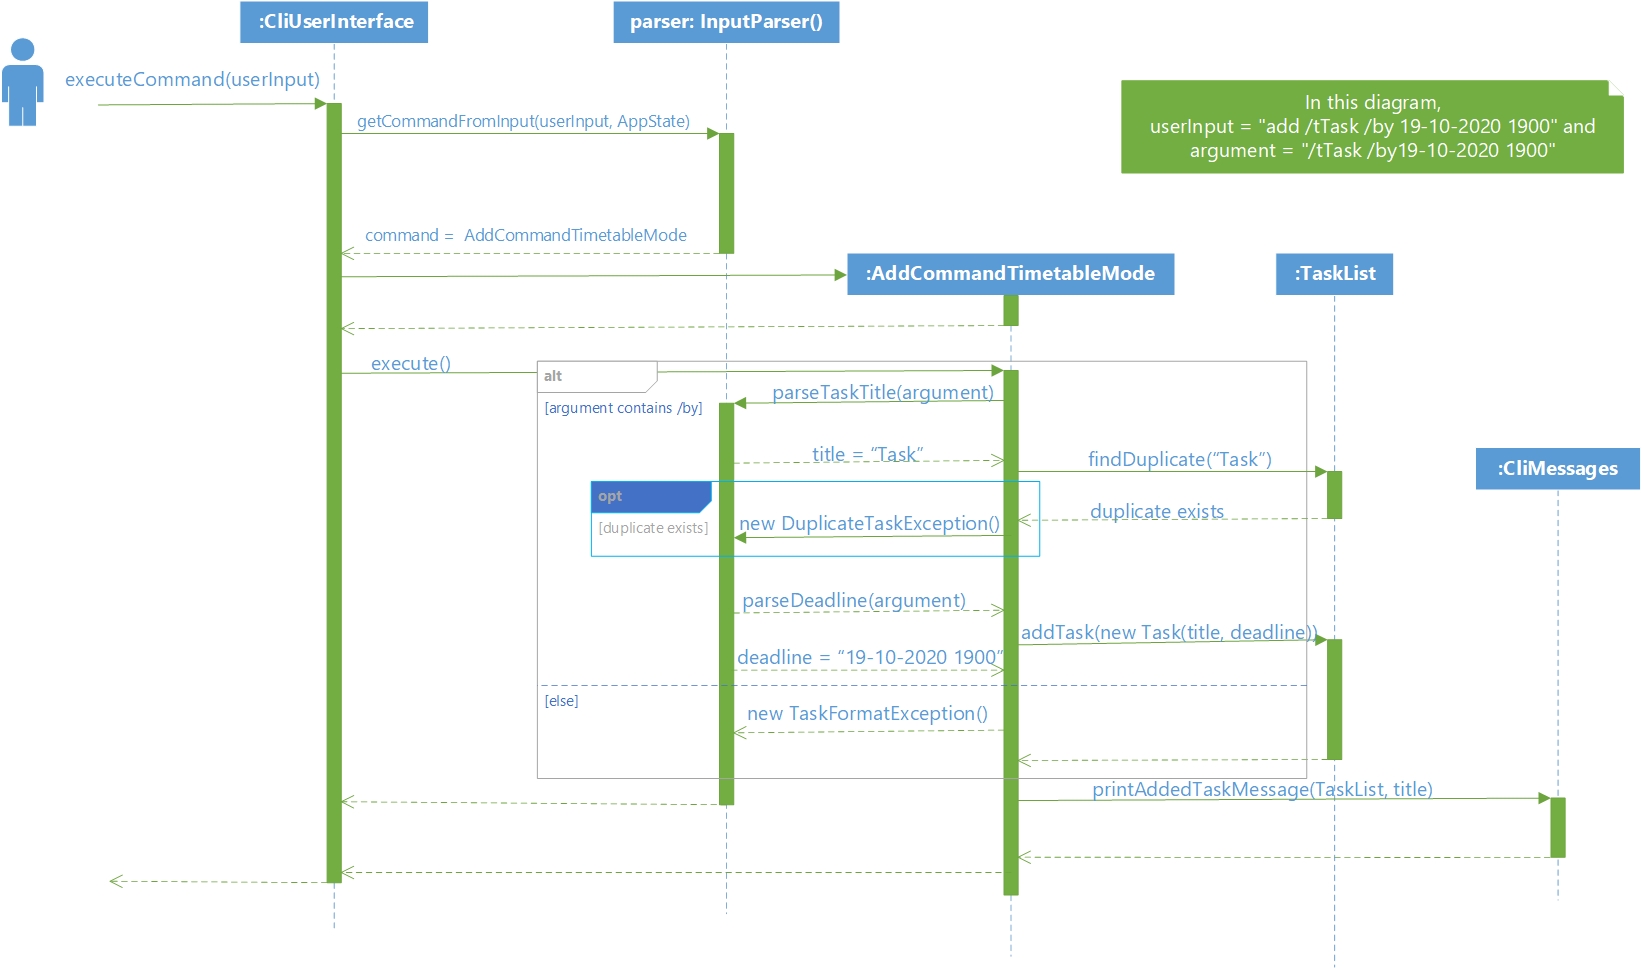 :CliUserInterface
parser: InputParser()
executeCommand(userInput)
getCommandFromInput(userInput, AppState)
In this diagram,
userInput = "add /tTask /by 19-10-2020 1900" and
argument = "/tTask /by19-10-2020 1900"
command =  AddCommandTimetableMode
:AddCommandTimetableMode
:TaskList
execute()
alt
[argument contains /by]
parseTaskTitle(argument)
title = “Task”
findDuplicate(“Task”)
:CliMessages
opt
[duplicate exists]
new DuplicateTaskException()
duplicate exists
parseDeadline(argument)
addTask(new Task(title, deadline))
deadline = “19-10-2020 1900”
[else]
new TaskFormatException()
printAddedTaskMessage(TaskList, title)